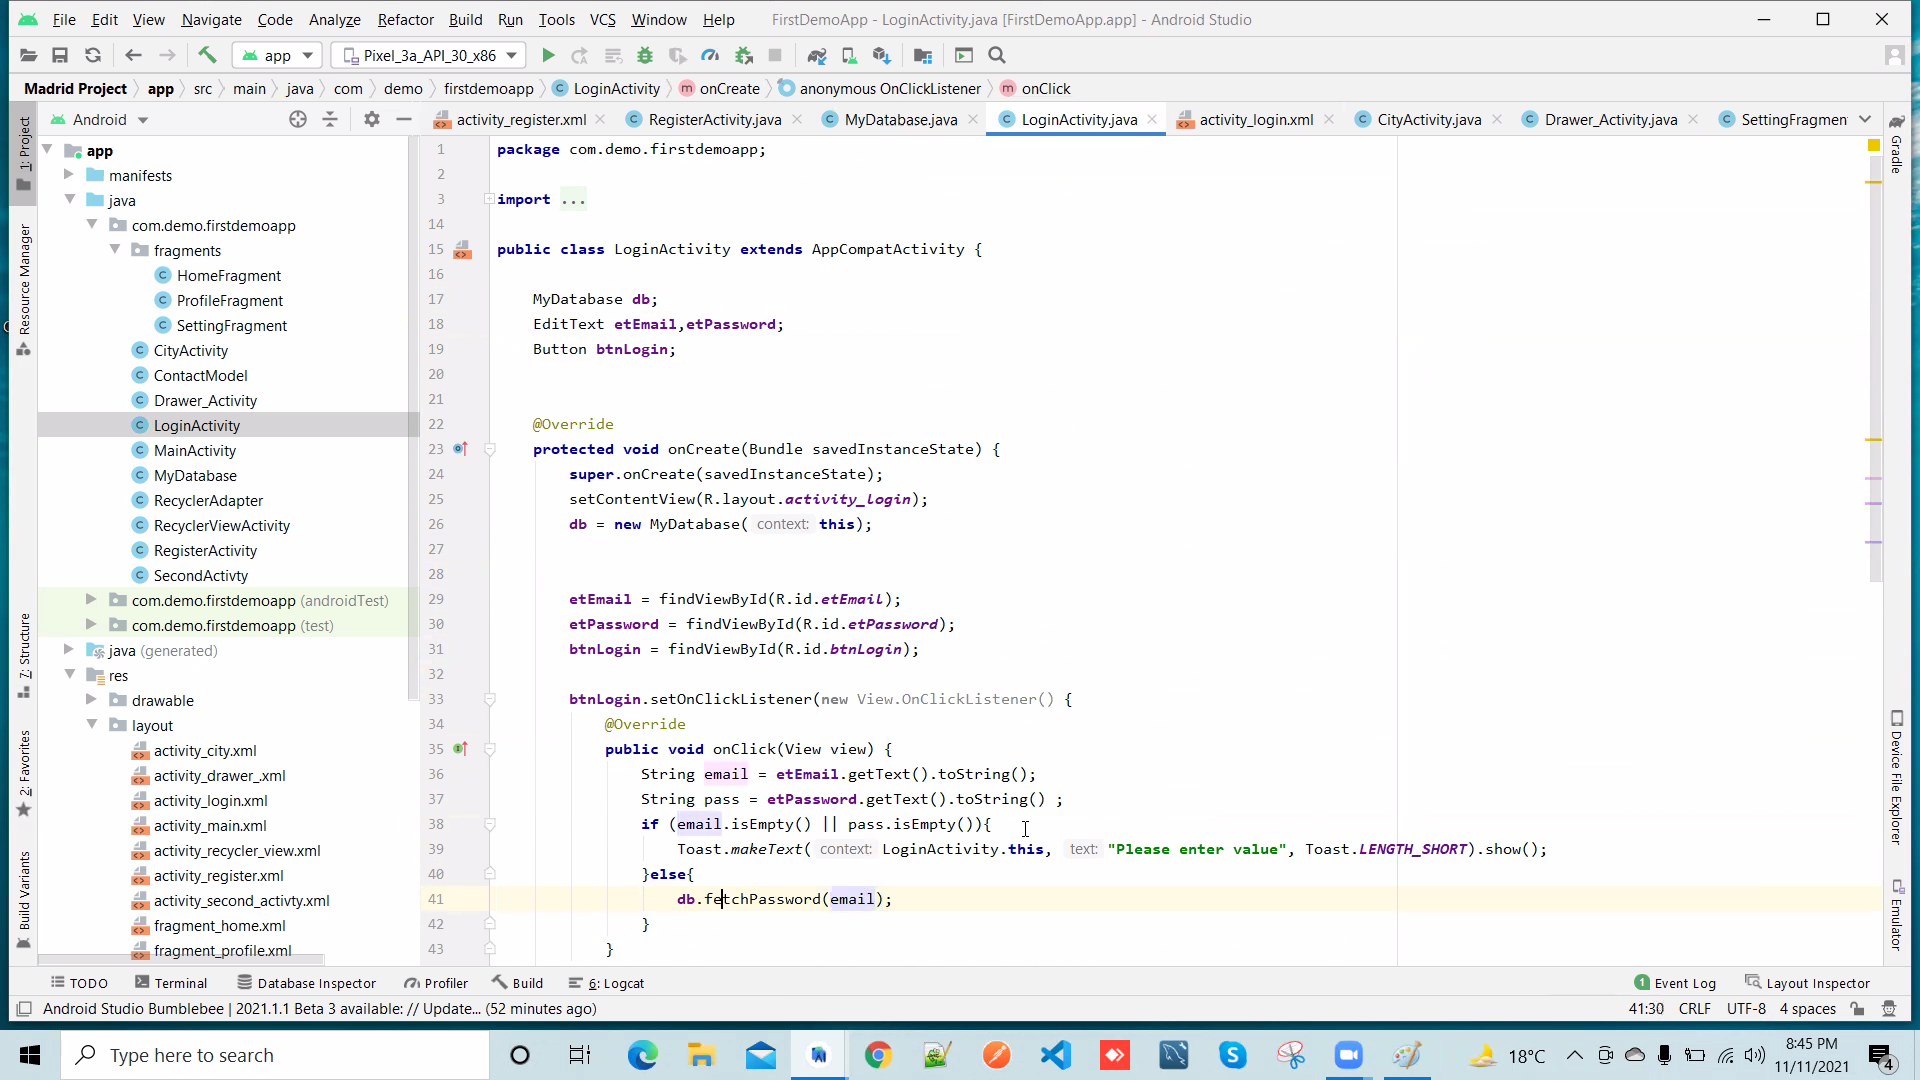 File Edit View Navigate Code Analyze Refactor Build Run Tools VCS Window Help FirstDemoApp - LoginActivity.java [FirstDemoApp.app] - Android Studio
app Pixel_3a_API_30_x86
Madrid Project app src main java com demo firstdemoapp LoginActivity onCreate anonymous OnClickListener onClick
Android activity_register.xml RegisterActivity.java MyDatabase.java LoginActivity.java activity_login.xml CityActivity.java Drawer_Activity.java SettingFragmen
1: Project
Resource Manager
7: Structure
2: Favorites
Build Variants
app
manifests
java
com.demo.firstdemoapp
fragments
HomeFragment
ProfileFragment
SettingFragment
CityActivity
ContactModel
Drawer_Activity
LoginActivity
MainActivity
MyDatabase
RecyclerAdapter
RecyclerViewActivity
RegisterActivity
SecondActivty
com.demo.firstdemoapp (androidTest)
com.demo.firstdemoapp (test)
java (generated)
res
drawable
layout
activity_city.xml
activity_drawer_.xml
activity_login.xml
activity_main.xml
activity_recycler_view.xml
activity_register.xml
activity_second_activty.xml
fragment_home.xml
fragment_profile.xml
1 package com.demo.firstdemoapp;
2
3 import ...
14
15 public class LoginActivity extends AppCompatActivity {
16
17 MyDatabase db;
18 EditText etEmail,etPassword;
19 Button btnLogin;
20
21
22 @Override
23 protected void onCreate(Bundle savedInstanceState) {
24 super.onCreate(savedInstanceState);
25 setContentView(R.layout.activity_login);
26 db = new MyDatabase( context: this);
27
28
29 etEmail = findViewById(R.id.etEmail);
30 etPassword = findViewById(R.id.etPassword);
31 btnLogin = findViewById(R.id.btnLogin);
32
33 btnLogin.setOnClickListener(new View.OnClickListener() {
34 @Override
35 public void onClick(View view) {
36 String email = etEmail.getText().toString();
37 String pass = etPassword.getText().toString() ;
38 if (email.isEmpty() || pass.isEmpty()){
39 Toast.makeText( context: LoginActivity.this, text: "Please enter value", Toast.LENGTH_SHORT).show();
40 }else{
41 db.fetchPassword(email);
42 }
43 }
Gradle
Device File Explorer
Emulator
TODO Terminal Database Inspector Profiler Build 6: Logcat 1 Event Log Layout Inspector
Android Studio Bumblebee | 2021.1.1 Beta 3 available: // Update... (52 minutes ago) 41:30 CRLF UTF-8 4 spaces
Type here to search 18°C 8:45 PM
11/11/2021 4